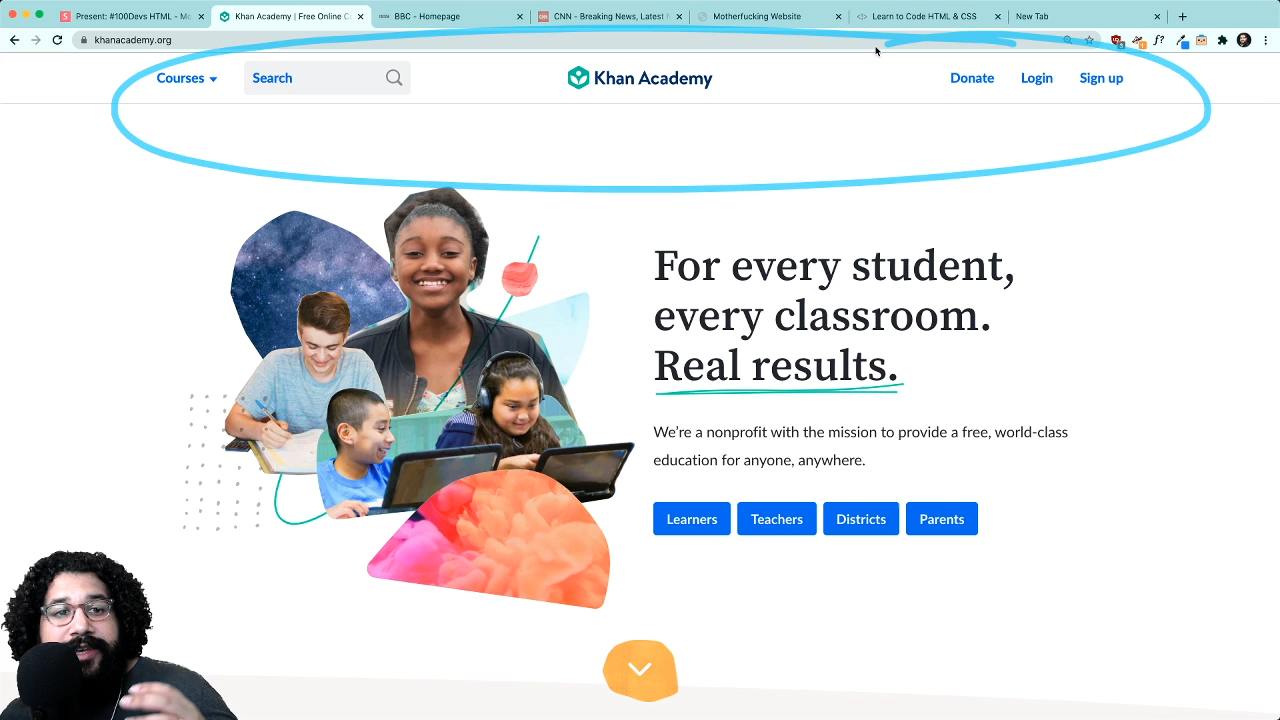 Present: #100Devs HTML - Mo
Khan Academy | Free Online C
BBC - Homepage
CNN - Breaking News, Latest
Motherfucking Website
Learn to Code HTML & CSS
New Tab
khanacademy.org
Courses
Search
Khan Academy
Donate
Login
Sign up
For every student,
every classroom.
Real results.
We're a nonprofit with the mission to provide a free, world-class
education for anyone, anywhere.
Learners
Teachers
Districts
Parents